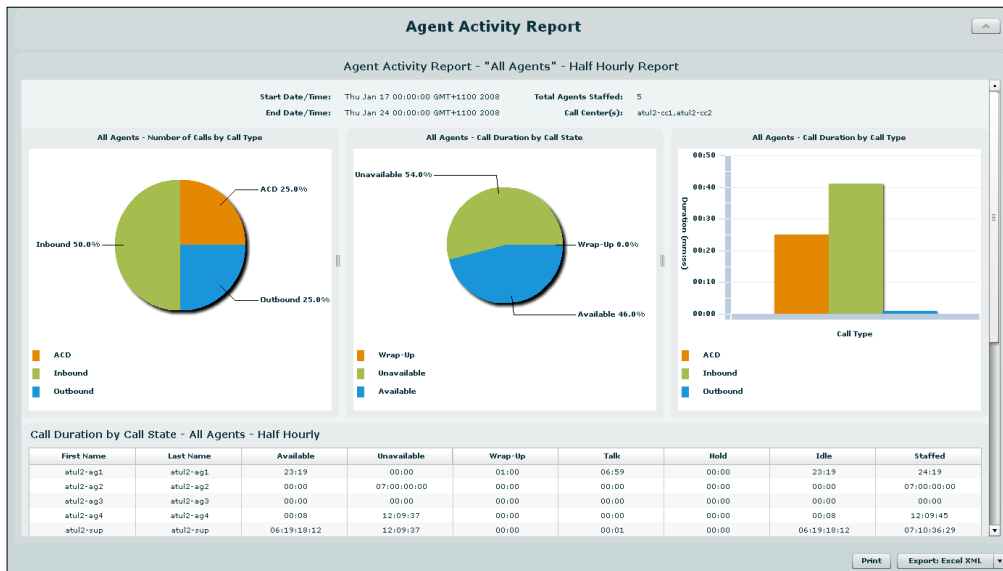 Agent Activity Report
Agent Activity Report - "All Agents" - Half Hourly Report
Start Date/Time: Thu Jan 17 00:00:00 GMT+1100 2008 Total Agents Staffed: 5
End Date/Time: Thu Jan 24 00:00:00 GMT+1100 2008 Call Center(s): atul2-cc1,atul2-cc2
All Agents - Number of Calls by Call Type
ACD 25.0%
Inbound 50.0%
Outbound 25.0%
ACD
Inbound
Outbound
All Agents - Call Duration by Call State
Unavailable 54.0%
Wrap-Up 0.0%
Available 46.0%
Wrap-Up
Unavailable
Available
All Agents - Call Duration by Call Type
00:50
00:40
00:30
00:20
00:10
00:00
Duration (mm:ss)
Call Type
ACD
Inbound
Outbound
Call Duration by Call State - All Agents - Half Hourly
First Name Last Name Available Unavailable Wrap-Up Talk Hold Idle Staffed
atul2-ag1 atul2-ag1 23:19 00:00 01:00 06:59 00:00 23:19 24:19
atul2-ag2 atul2-ag2 00:00 07:00:00:00 00:00 00:00 00:00 00:00 07:00:00:00
atul2-ag3 atul2-ag3 00:00 00:00 00:00 00:00 00:00 00:00 00:00
atul2-ag4 atul2-ag4 00:08 12:09:37 00:00 00:00 00:00 00:08 12:09:45
atul2-sup atul2-sup 06:19:18:12 12:09:37 00:00 00:01 00:00 06:19:18:12 07:10:36:29
Print Export: Excel XML